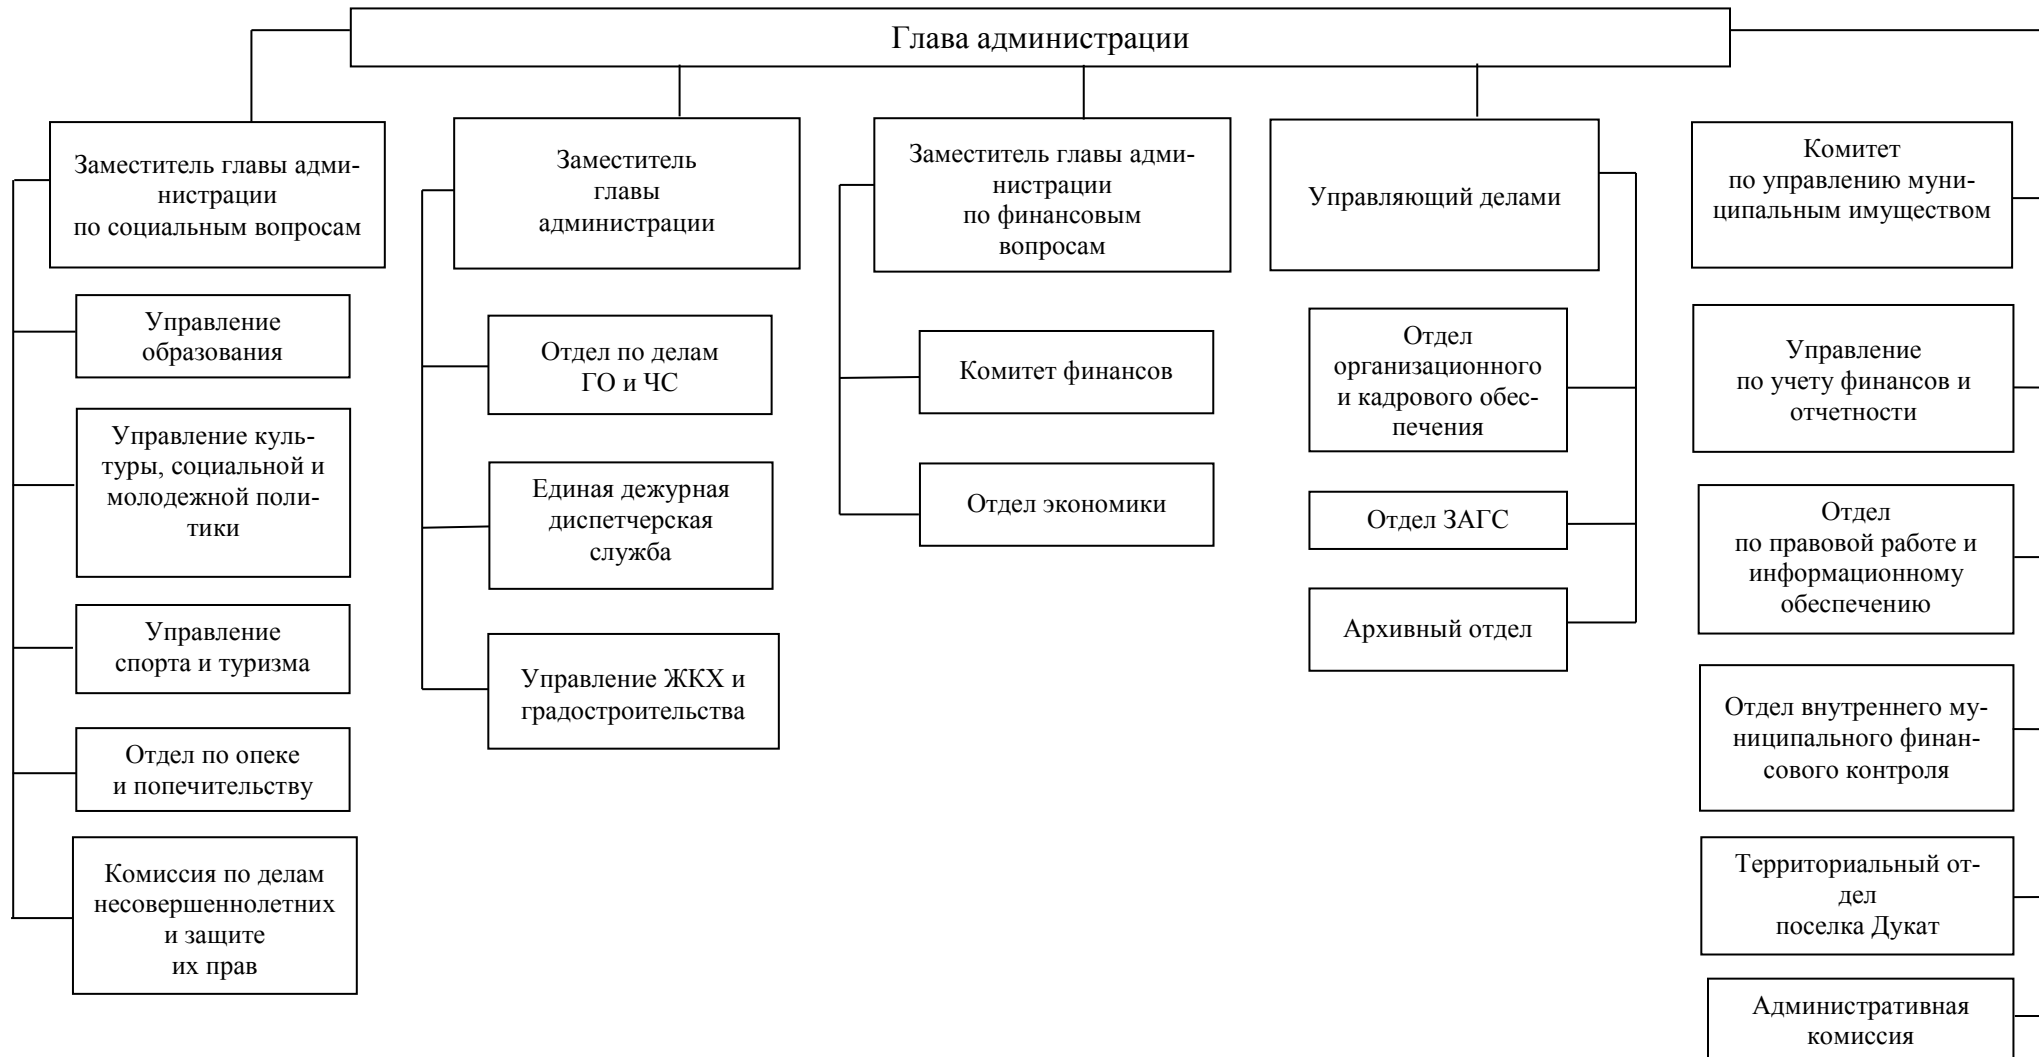 Глава администрации
Заместитель главы адми-
нистрации
по социальным вопросам
Управление
образования
Управление куль-
туры, социальной и
молодежной поли-
тики
Управление
спорта и туризма
Отдел по опеке
и попечительству
Комиссия по делам
несовершеннолетних
и защите
их прав
Заместитель
главы
администрации
Отдел по делам
ГО и ЧС
Единая дежурная
диспетчерская
служба
Управление ЖКХ и
градостроительства
Заместитель главы адми-
нистрации
по финансовым
вопросам
Комитет финансов
Отдел экономики
Управляющий делами
Отдел
организационного
и кадрового обес-
печения
Отдел ЗАГС
Архивный отдел
Комитет
по управлению муни-
ципальным имуществом
Управление
по учету финансов и
отчетности
Отдел
по правовой работе и
информационному
обеспечению
Отдел внутреннего му-
ниципального финан-
сового контроля
Территориальный от-
дел
поселка Дукат
Административная
комиссия